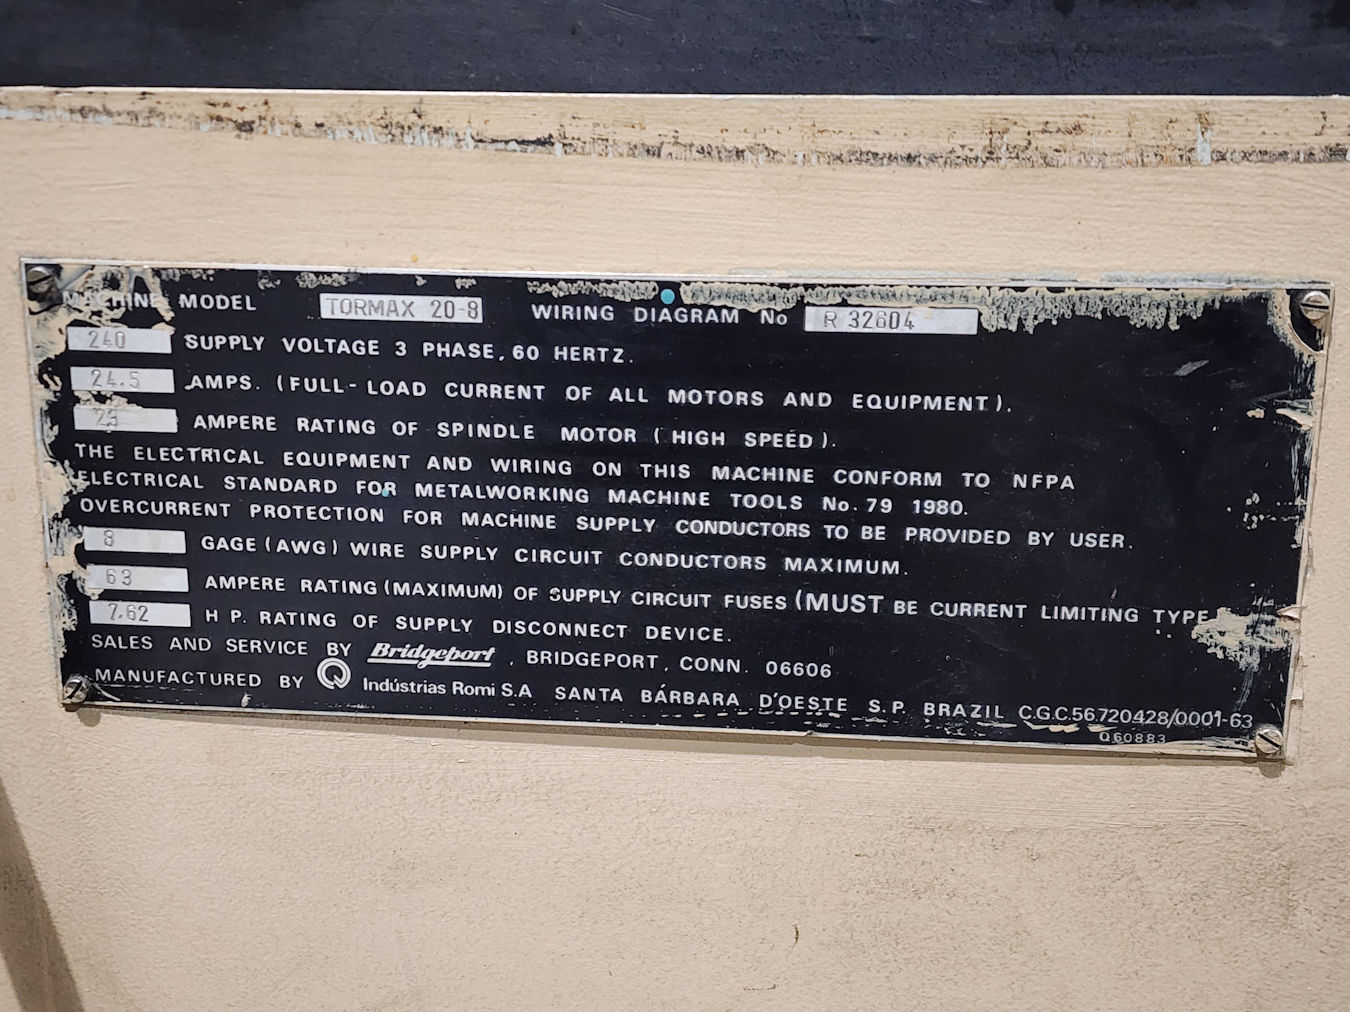 MACHINE MODEL TORMAX 20-8 WIRING DIAGRAM No R 32604
240 SUPPLY VOLTAGE 3 PHASE, 60 HERTZ.
24.5 AMPS. (FULL-LOAD CURRENT OF ALL MOTORS AND EQUIPMENT).
23 AMPERE RATING OF SPINDLE MOTOR (HIGH SPEED).
THE ELECTRICAL EQUIPMENT AND WIRING ON THIS MACHINE CONFORM TO NFPA
ELECTRICAL STANDARD FOR METALWORKING MACHINE TOOLS No. 79 1980.
OVERCURRENT PROTECTION FOR MACHINE SUPPLY CONDUCTORS TO BE PROVIDED BY USER.
8 GAGE (AWG) WIRE SUPPLY CIRCUIT CONDUCTORS MAXIMUM.
63 AMPERE RATING (MAXIMUM) OF SUPPLY CIRCUIT FUSES (MUST BE CURRENT LIMITING TYPE
7.62 H P. RATING OF SUPPLY DISCONNECT DEVICE.
SALES AND SERVICE BY Bridgeport, BRIDGEPORT, CONN. 06606
MANUFACTURED BY Indústrias Romi S.A SANTA BÁRBARA D'OESTE S.P. BRAZIL C.G.C.56.720.428/0001-63
Q60883